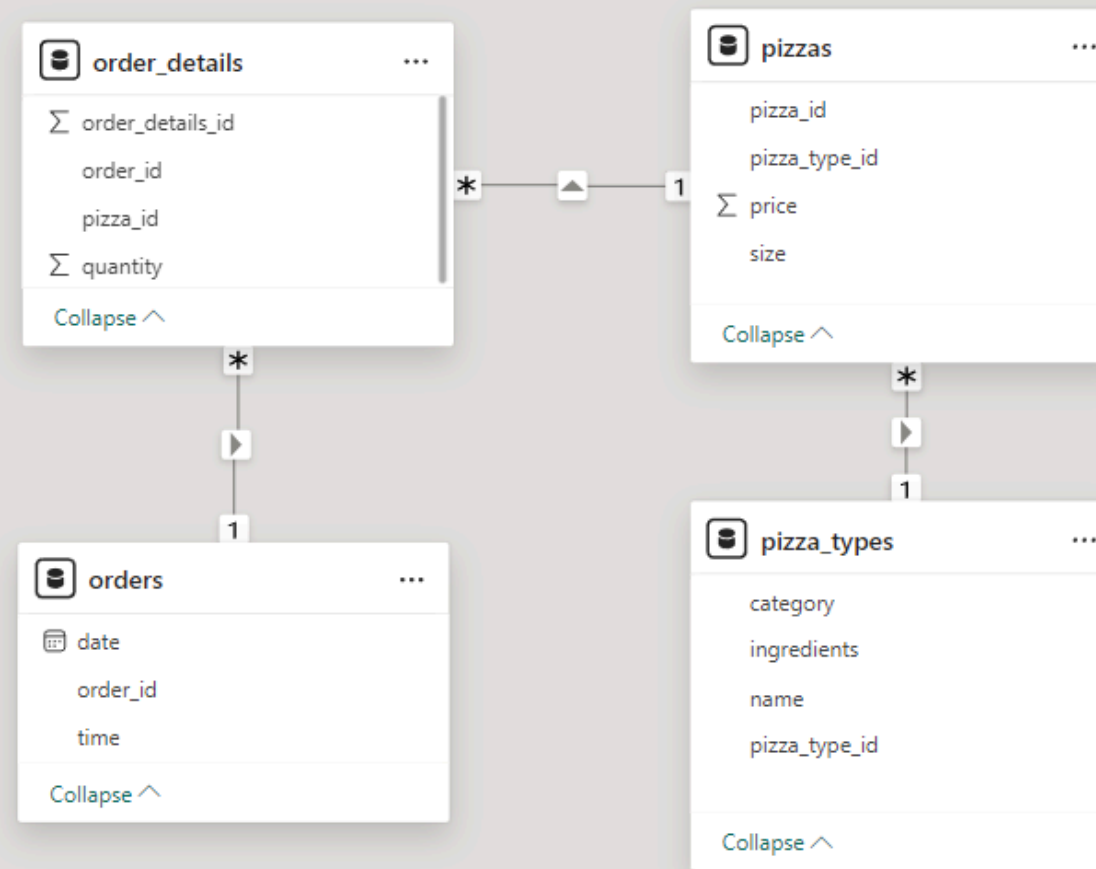 order_details
...
Σ order_details_id
order_id
pizza_id
Σ quantity
Collapse
*
1
pizzas
...
pizza_id
pizza_type_id
Σ price
size
Collapse
*
1
orders
...
date
order_id
time
Collapse
*
1
pizza_types
...
category
ingredients
name
pizza_type_id
Collapse